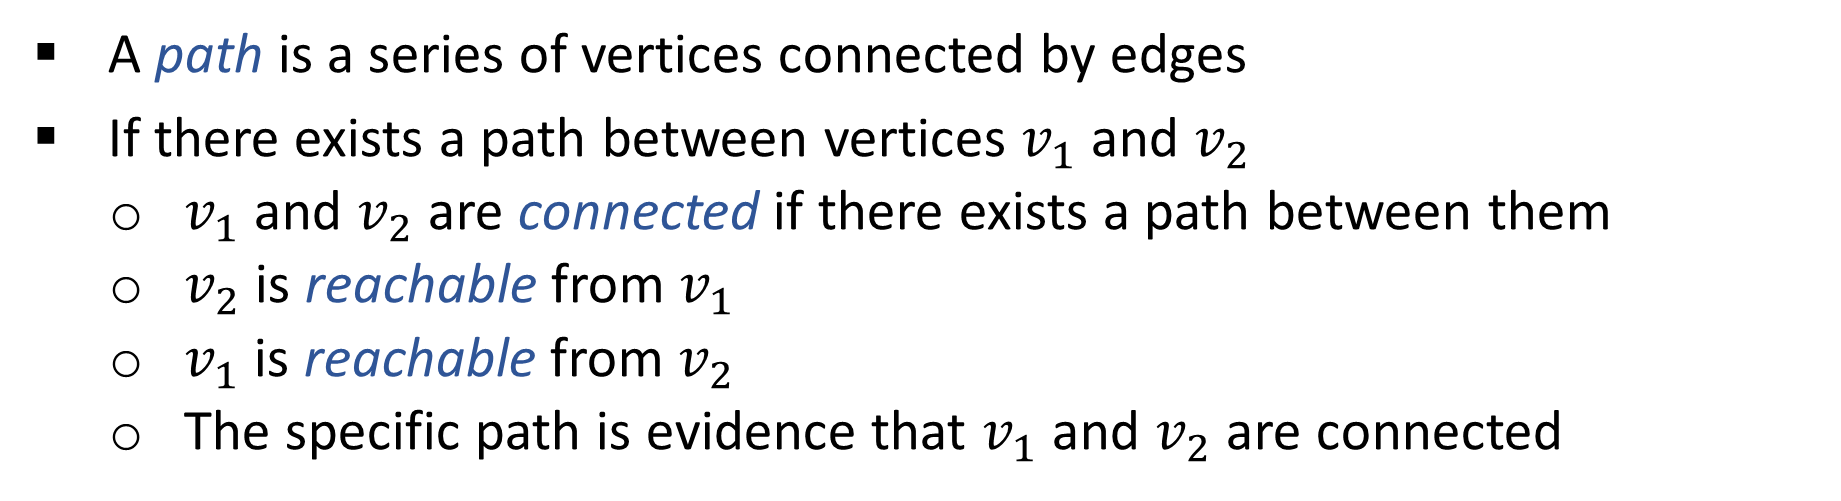 ▪ A path is a series of vertices connected by edges
▪ If there exists a path between vertices 𝑣₁ and 𝑣₂
○ 𝑣₁ and 𝑣₂ are connected if there exists a path between them
○ 𝑣₂ is reachable from 𝑣₁
○ 𝑣₁ is reachable from 𝑣₂
○ The specific path is evidence that 𝑣₁ and 𝑣₂ are connected